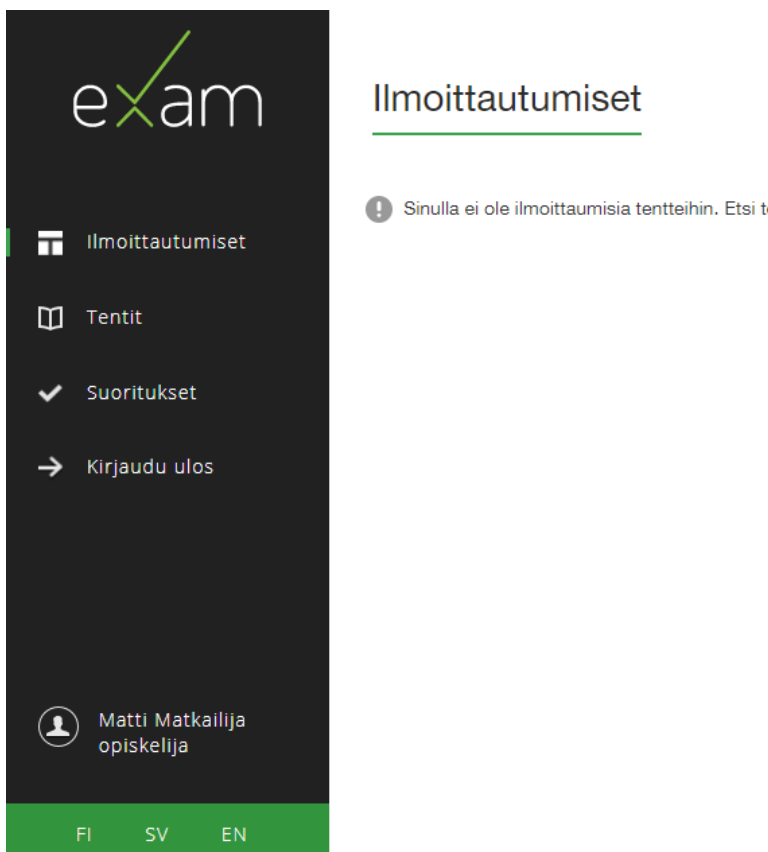 exam
Ilmoittautumiset
Tentit
Suoritukset
Kirjaudu ulos
Matti Matkailija
opiskelija
FI SV EN
Ilmoittautumiset
Sinulla ei ole ilmoittaumisia tentteihin. Etsi